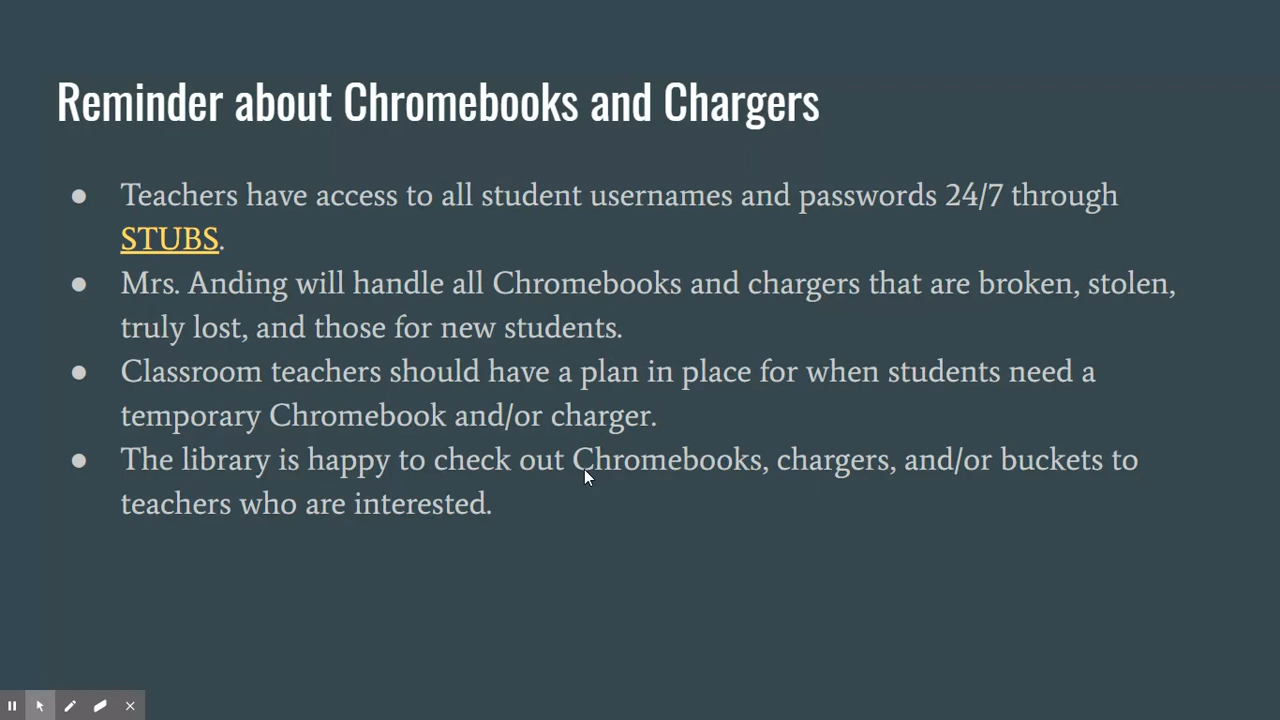 Reminder about Chromebooks and Chargers
● Teachers have access to all student usernames and passwords 24/7 through
STUBS.
● Mrs. Anding will handle all Chromebooks and chargers that are broken, stolen,
truly lost, and those for new students.
● Classroom teachers should have a plan in place for when students need a
temporary Chromebook and/or charger.
● The library is happy to check out Chromebooks, chargers, and/or buckets to
teachers who are interested.